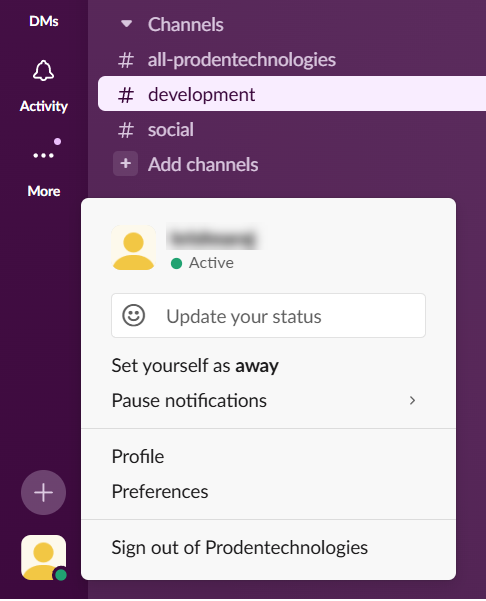 DMs
Activity
More
Channels
# all-prodentechnologies
# development
# social
+ Add channels
Active
Update your status
Set yourself as away
Pause notifications
Profile
Preferences
Sign out of Prodentechnologies